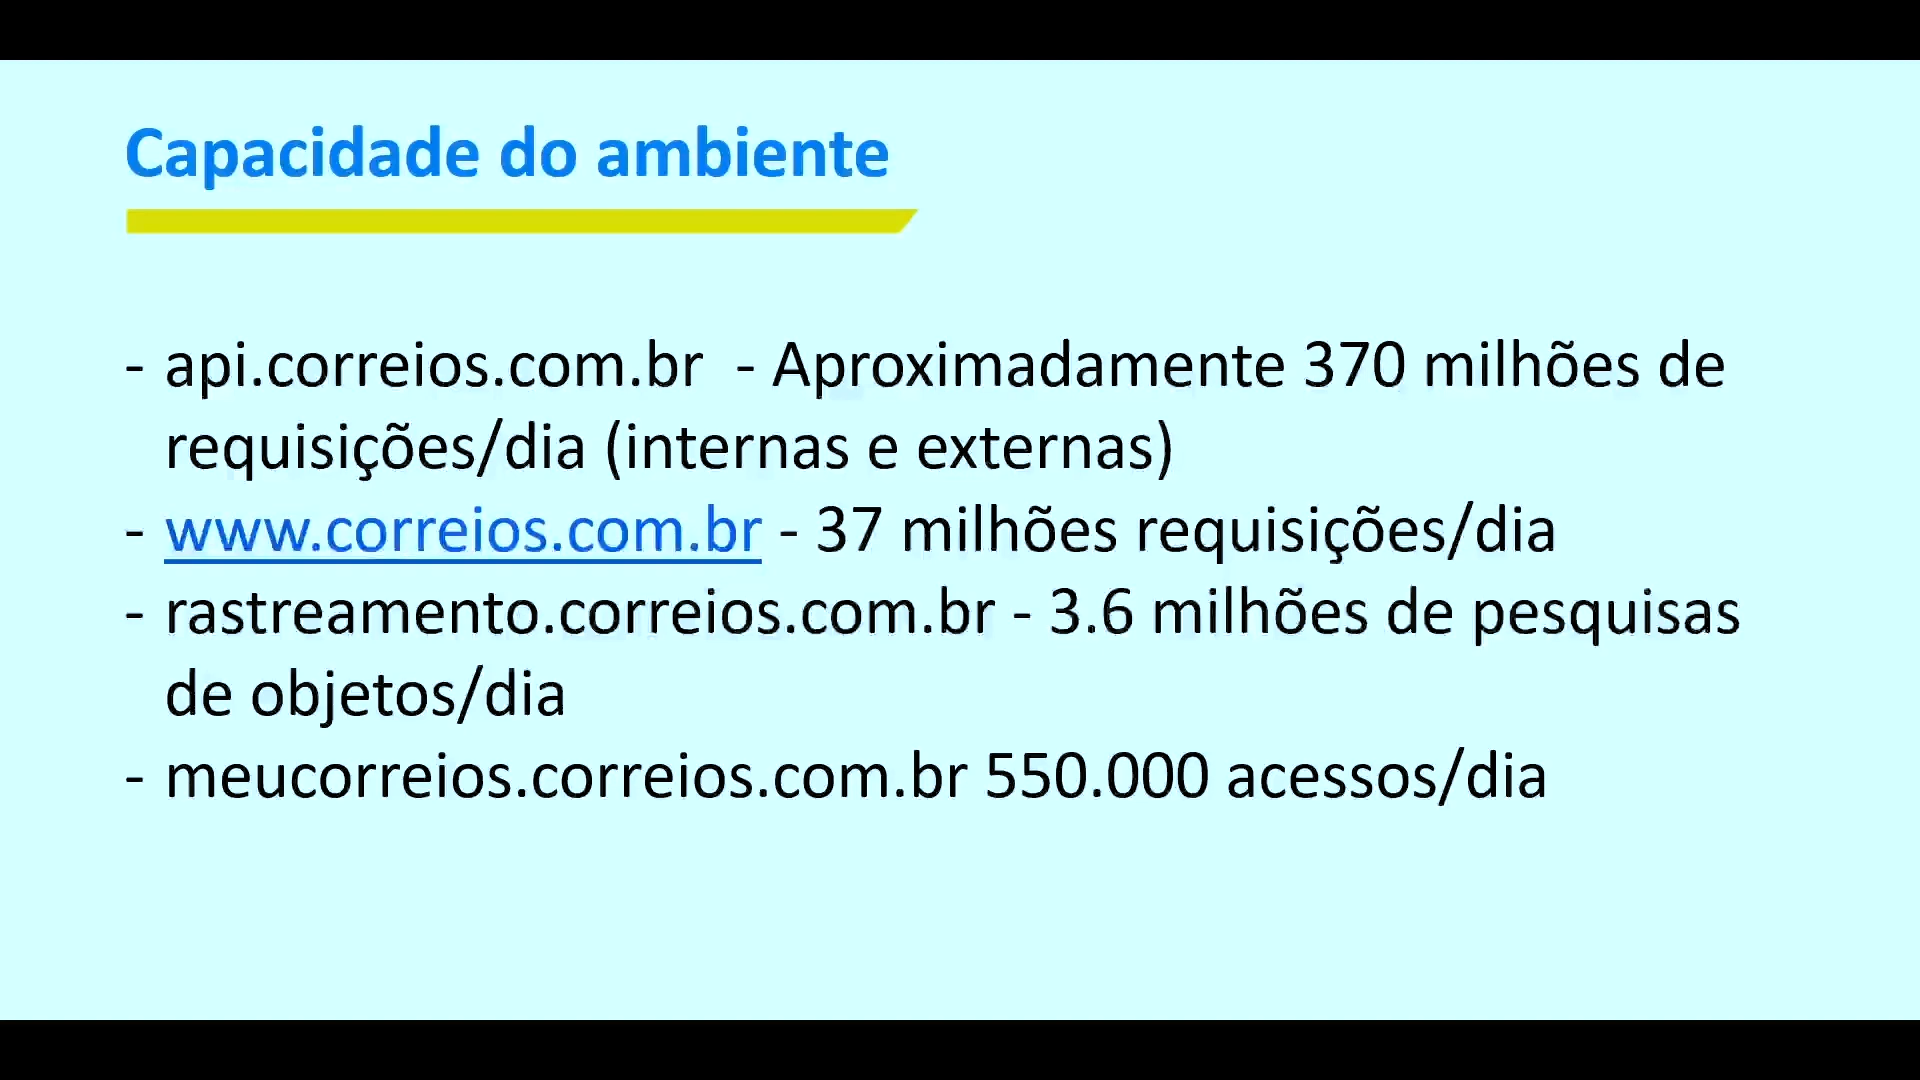 Capacidade do ambiente
- api.correios.com.br  - Aproximadamente 370 milhões de
requisições/dia (internas e externas)
- www.correios.com.br - 37 milhões requisições/dia
- rastreamento.correios.com.br - 3.6 milhões de pesquisas
de objetos/dia
- meucorreios.correios.com.br 550.000 acessos/dia